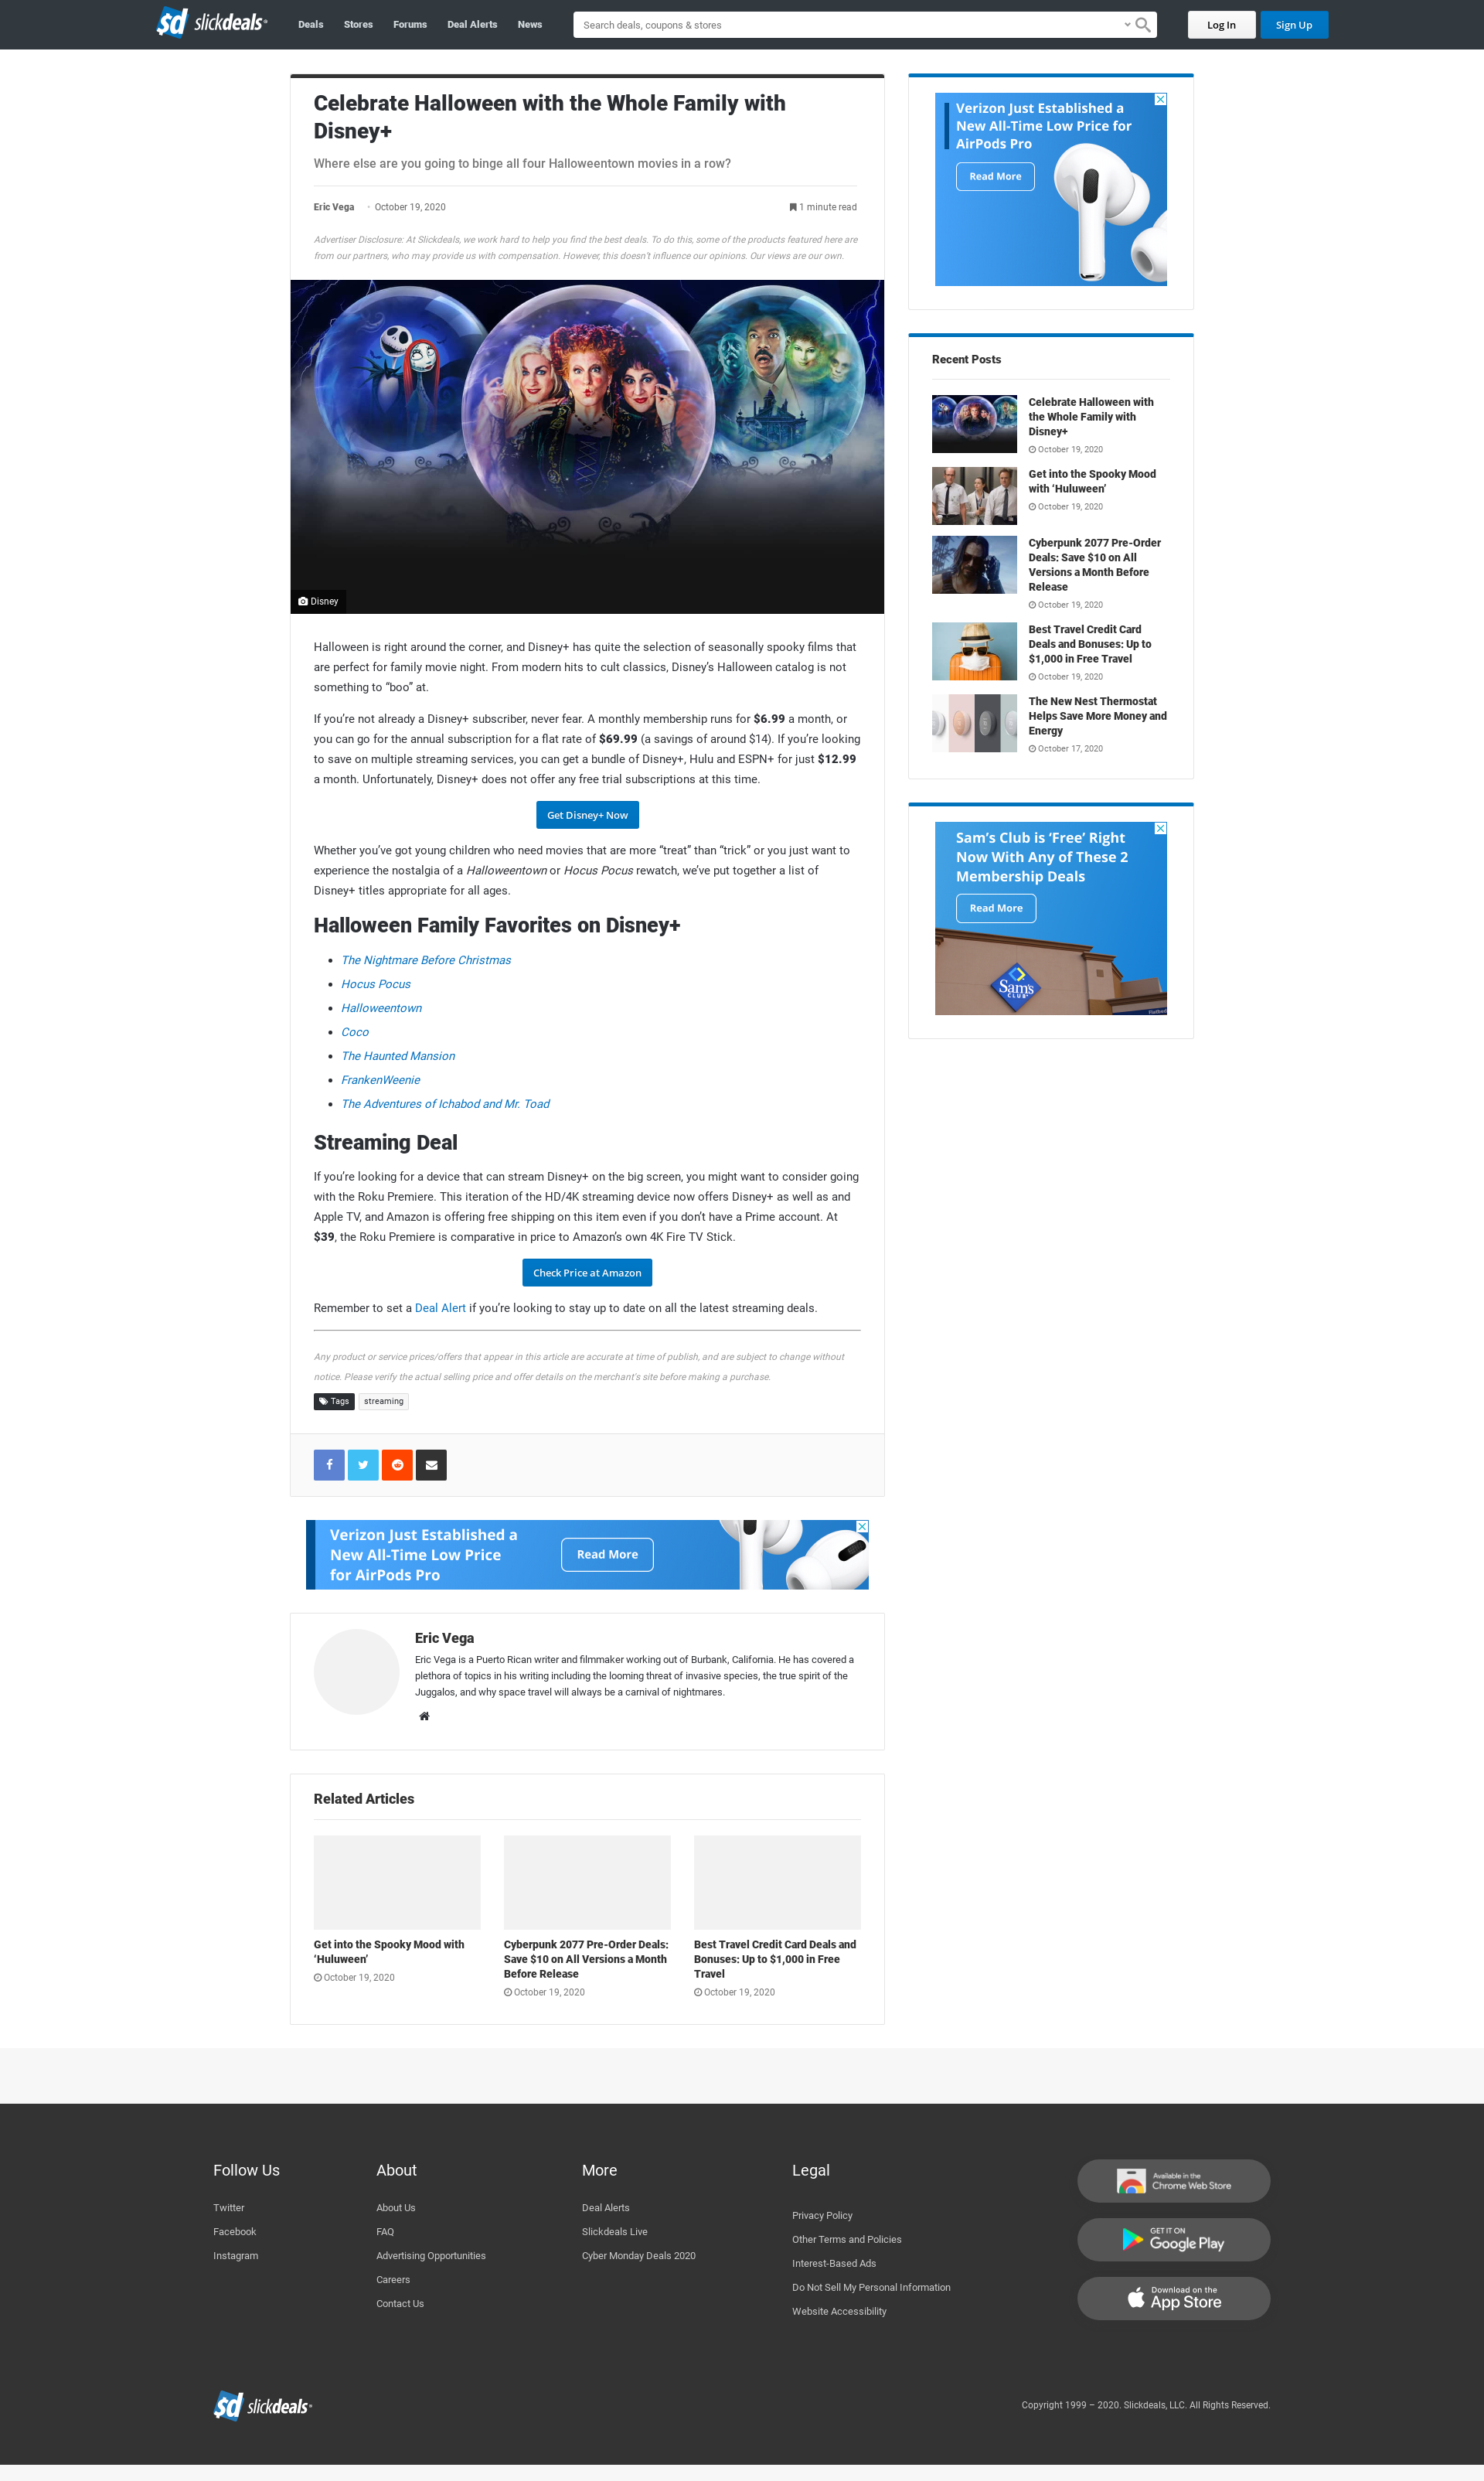 slickdeals
Deals Stores Forums Deal Alerts News
Search deals, coupons & stores
Log In
Sign Up
Celebrate Halloween with the Whole Family with
Disney+
Where else are you going to binge all four Halloweentown movies in a row?
Eric Vega · October 19, 2020
1 minute read
Advertiser Disclosure: At Slickdeals, we work hard to help you find the best deals. To do this, some of the products featured here are
from our partners, who may provide us with compensation. However, this doesn't influence our opinions. Our views are our own.
Disney
Halloween is right around the corner, and Disney+ has quite the selection of seasonally spooky films that
are perfect for family movie night. From modern hits to cult classics, Disney's Halloween catalog is not
something to “boo” at.
If you're not already a Disney+ subscriber, never fear. A monthly membership runs for $6.99 a month, or
you can go for the annual subscription for a flat rate of $69.99 (a savings of around $14). If you're looking
to save on multiple streaming services, you can get a bundle of Disney+, Hulu and ESPN+ for just $12.99
a month. Unfortunately, Disney+ does not offer any free trial subscriptions at this time.
Get Disney+ Now
Whether you've got young children who need movies that are more “treat” than “trick” or you just want to
experience the nostalgia of a Halloweentown or Hocus Pocus rewatch, we've put together a list of
Disney+ titles appropriate for all ages.
Halloween Family Favorites on Disney+
• The Nightmare Before Christmas
• Hocus Pocus
• Halloweentown
• Coco
• The Haunted Mansion
• FrankenWeenie
• The Adventures of Ichabod and Mr. Toad
Streaming Deal
If you're looking for a device that can stream Disney+ on the big screen, you might want to consider going
with the Roku Premiere. This iteration of the HD/4K streaming device now offers Disney+ as well as and
Apple TV, and Amazon is offering free shipping on this item even if you don't have a Prime account. At
$39, the Roku Premiere is comparative in price to Amazon's own 4K Fire TV Stick.
Check Price at Amazon
Remember to set a Deal Alert if you're looking to stay up to date on all the latest streaming deals.
Any product or service prices/offers that appear in this article are accurate at time of publish, and are subject to change without
notice. Please verify the actual selling price and offer details on the merchant's site before making a purchase.
Tags streaming
Verizon Just Established a
New All-Time Low Price
for AirPods Pro
Read More
Eric Vega
Eric Vega is a Puerto Rican writer and filmmaker working out of Burbank, California. He has covered a
plethora of topics in his writing including the looming threat of invasive species, the true spirit of the
Juggalos, and why space travel will always be a carnival of nightmares.
Related Articles
Get into the Spooky Mood with
‘Huluween’
October 19, 2020
Cyberpunk 2077 Pre-Order Deals:
Save $10 on All Versions a Month
Before Release
October 19, 2020
Best Travel Credit Card Deals and
Bonuses: Up to $1,000 in Free
Travel
October 19, 2020
Verizon Just Established a
New All-Time Low Price for
AirPods Pro
Read More
Recent Posts
Celebrate Halloween with
the Whole Family with
Disney+
October 19, 2020
Get into the Spooky Mood
with ‘Huluween’
October 19, 2020
Cyberpunk 2077 Pre-Order
Deals: Save $10 on All
Versions a Month Before
Release
October 19, 2020
Best Travel Credit Card
Deals and Bonuses: Up to
$1,000 in Free Travel
October 19, 2020
The New Nest Thermostat
Helps Save More Money and
Energy
October 17, 2020
Sam's Club is ‘Free’ Right
Now With Any of These 2
Membership Deals
Read More
Sam's
CLUB
Follow Us
Twitter
Facebook
Instagram
About
About Us
FAQ
Advertising Opportunities
Careers
Contact Us
More
Deal Alerts
Slickdeals Live
Cyber Monday Deals 2020
Legal
Privacy Policy
Other Terms and Policies
Interest-Based Ads
Do Not Sell My Personal Information
Website Accessibility
Available in the
Chrome Web Store
GET IT ON
Google Play
Download on the
App Store
slickdeals
Copyright 1999 – 2020. Slickdeals, LLC. All Rights Reserved.